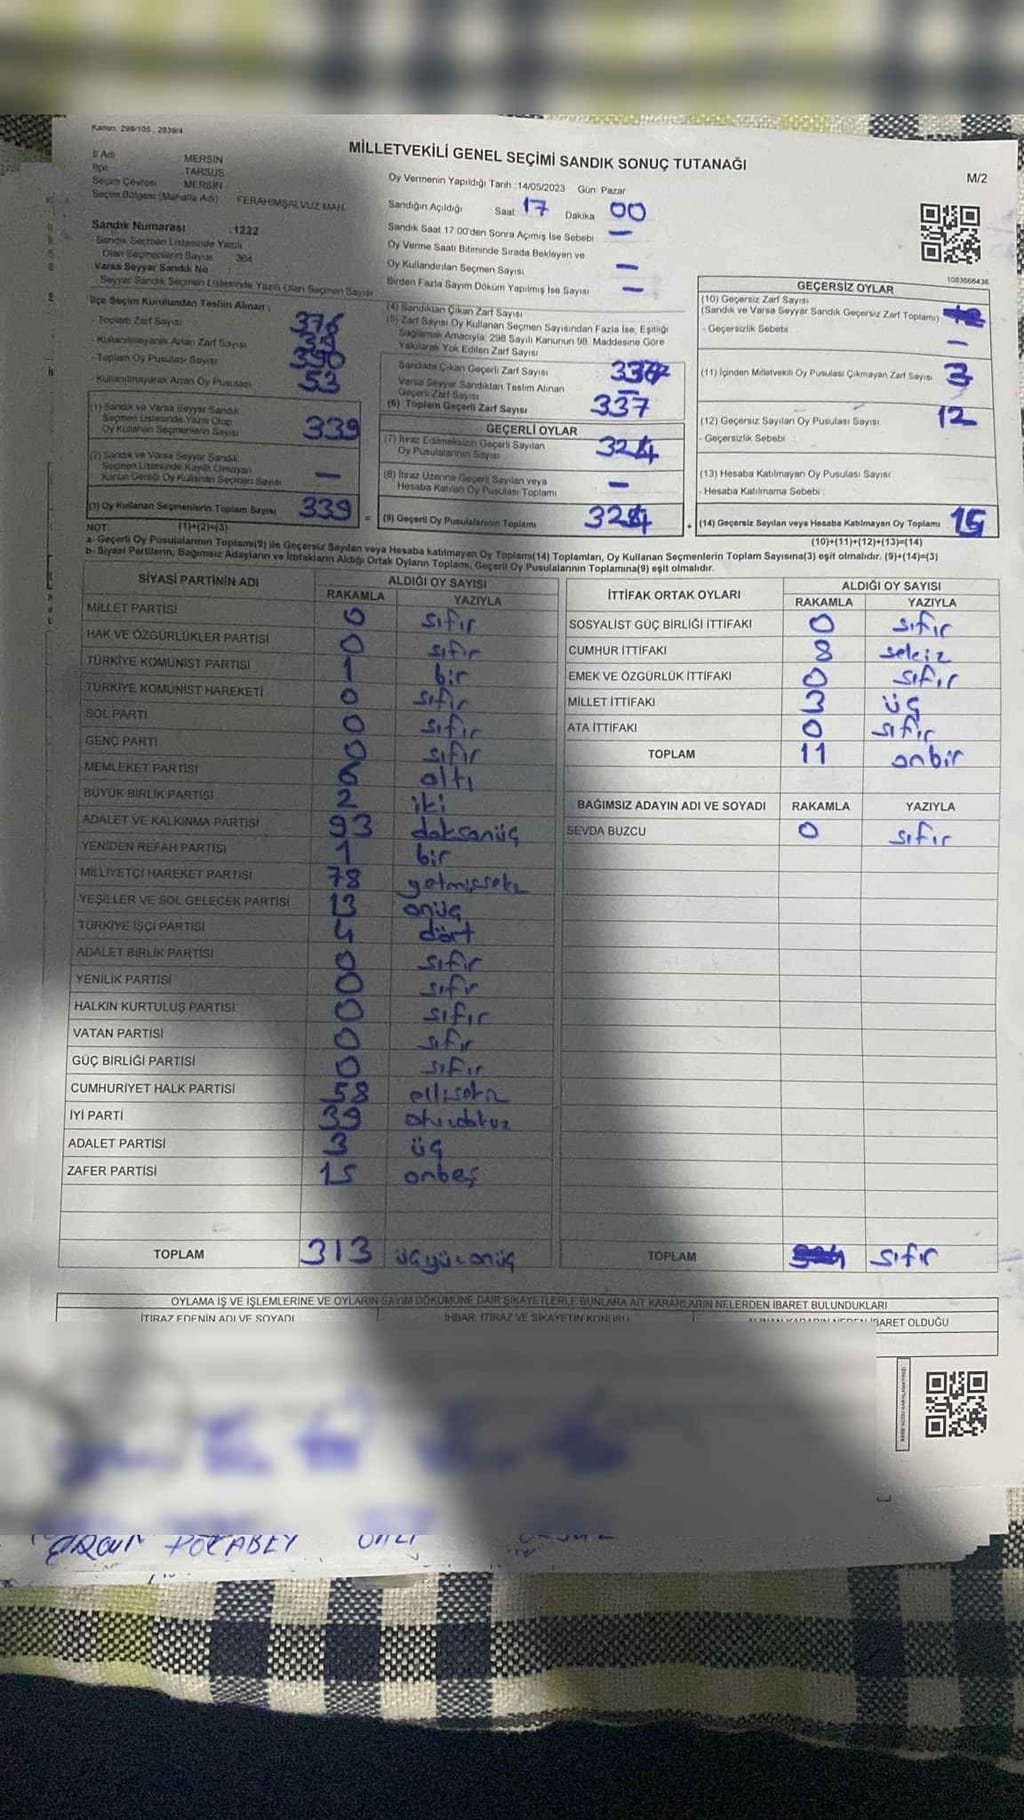 Kanun: 298/105, 2839/4
MİLLETVEKİLİ GENEL SEÇİMİ SANDIK SONUÇ TUTANAĞI
M/2
İl Adı MERSİN
İlçe TARSUS
Seçim Çevresi MERSİN
Seçim Bölgesi (Mahalle Adı) FERAHİMŞALVUZ MAH.
Oy Vermenin Yapıldığı Tarih : 14/05/2023 Gün: Pazar
Sandığın Açıldığı Saat 17 Dakika 00
Sandık Saat 17:00'den Sonra Açımış İse Sebebi —
Oy Verme Saati Bitiminde Sırada Bekleyen ve
Oy Kullandırılan Seçmen Sayısı —
Birden Fazla Sayım Döküm Yapılmış İse Sayısı —
Sandık Numarası : 1222
Sandık Seçmen Listesinde Yazılı
Olan Seçmenlerin Sayısı 364
Varsa Seyyar Sandık No
Seyyar Sandık Seçmen Listesinde Yazılı Olan Seçmen Sayısı
1083666436
İlçe Seçim Kurulundan Teslim Alınan :
- Toplam Zarf Sayısı 376
- Kullanılmayarak Artan Zarf Sayısı
- Toplam Oy Pusulası Sayısı 390
- Kullanılmayarak Artan Oy Pusulası 53
(1) Sandık ve Varsa Seyyar Sandık
Seçmen Listesinde Yazılı Olup
Oy Kullanan Seçmenlerin Sayısı 339
(2) Sandık ve Varsa Seyyar Sandık
Seçmen Listesinde Kayıtlı Olmayan
Kanun Gereği Oy Kullanan Seçmen Sayısı —
(3) Oy Kullanan Seçmenlerin Toplam Sayısı 339
(4) Sandıktan Çıkan Zarf Sayısı
(5) Zarf Sayısı Oy Kullanan Seçmen Sayısından Fazla İse, Eşitliği
Sağlamak Amacıyla; 298 Sayılı Kanunun 98. Maddesine Göre
Yakılarak Yok Edilen Zarf Sayısı
Sandıkta Çıkan Geçerli Zarf Sayısı
Varsa Seyyar Sandıktan Teslim Alınan
Geçerli Zarf Sayısı —
(6) Toplam Geçerli Zarf Sayısı 337
GEÇERLİ OYLAR
(7) İtiraz Edilmeksizin Geçerli Sayılan
Oy Pusulalarının Sayısı 324
(8) İtiraz Üzerine Geçerli Sayılan veya
Hesaba Katılan Oy Pusulası Toplamı —
= (9) Geçerli Oy Pusulalarının Toplamı 324
GEÇERSİZ OYLAR
(10) Geçersiz Zarf Sayısı
(Sandık ve Varsa Seyyar Sandık Geçersiz Zarf Toplamı)
- Geçersizlik Sebebi —
(11) İçinden Milletvekili Oy Pusulası Çıkmayan Zarf Sayısı 3
(12) Geçersiz Sayılan Oy Pusulası Sayısı 12
- Geçersizlik Sebebi
(13) Hesaba Katılmayan Oy Pusulası Sayısı
- Hesaba Katılmama Sebebi
+ (14) Geçersiz Sayılan veya Hesaba Katılmayan Oy Toplamı 15
NOT: (1)+(2)=(3)
(10)+(11)+(12)+(13)=(14)
a- Geçerli Oy Pusulalarının Toplamı(9) ile Geçersiz Sayılan veya Hesaba katılmayan Oy Toplamı(14) Toplamları, Oy Kullanan Seçmenlerin Toplam Sayısına(3) eşit olmalıdır. (9)+(14)=(3)
b- Siyasi Partilerin, Bağımsız Adayların ve İttifakların Aldığı Ortak Oyların Toplamı, Geçerli Oy Pusulalarının Toplamına(9) eşit olmalıdır.
SİYASİ PARTİNİN ADI ALDIĞI OY SAYISI
RAKAMLA YAZIYLA
MİLLET PARTİSİ 0 sıfır
HAK VE ÖZGÜRLÜKLER PARTİSİ 0 sıfır
TÜRKİYE KOMÜNİST PARTİSİ 1 bir
TÜRKİYE KOMÜNİST HAREKETİ 0 sıfır
SOL PARTİ 0 sıfır
GENÇ PARTİ 0 sıfır
MEMLEKET PARTİSİ 6 altı
BÜYÜK BİRLİK PARTİSİ 2 iki
ADALET VE KALKINMA PARTİSİ 93 doksanüç
YENİDEN REFAH PARTİSİ 1 bir
MİLLİYETÇİ HAREKET PARTİSİ 78 yetmişsekz
YEŞİLLER VE SOL GELECEK PARTİSİ 13 onüç
TÜRKİYE İŞÇİ PARTİSİ 4 dört
ADALET BİRLİK PARTİSİ 0 sıfır
YENİLİK PARTİSİ 0 sıfır
HALKIN KURTULUŞ PARTİSİ 0 sıfır
VATAN PARTİSİ 0 sıfır
GÜÇ BİRLİĞİ PARTİSİ 0 sıfır
CUMHURİYET HALK PARTİSİ 58 ellisekiz
İYİ PARTİ 39 otuzdokuz
ADALET PARTİSİ 3 üç
ZAFER PARTİSİ 15 onbeş
TOPLAM 313 üçyüzonüç
İTTİFAK ORTAK OYLARI ALDIĞI OY SAYISI
RAKAMLA YAZIYLA
SOSYALİST GÜÇ BİRLİĞİ İTTİFAKI 0 sıfır
CUMHUR İTTİFAKI 8 sekiz
EMEK VE ÖZGÜRLÜK İTTİFAKI 0 sıfır
MİLLET İTTİFAKI 3 üç
ATA İTTİFAKI 0 sıfır
TOPLAM 11 onbir
BAĞIMSIZ ADAYIN ADI VE SOYADI RAKAMLA YAZIYLA
SEVDA BUZCU 0 sıfır
TOPLAM sıfır
OYLAMA İŞ VE İŞLEMLERİNE VE OYLARIN SAYIM DÖKÜMÜNE DAİR ŞİKAYETLERLE BUNLARA AİT KARARLARIN NELERDEN İBARET BULUNDUKLARI
İTİRAZ EDENİN ADI VE SOYADI İHBAR, İTİRAZ VE ŞİKAYETİN KONUSU